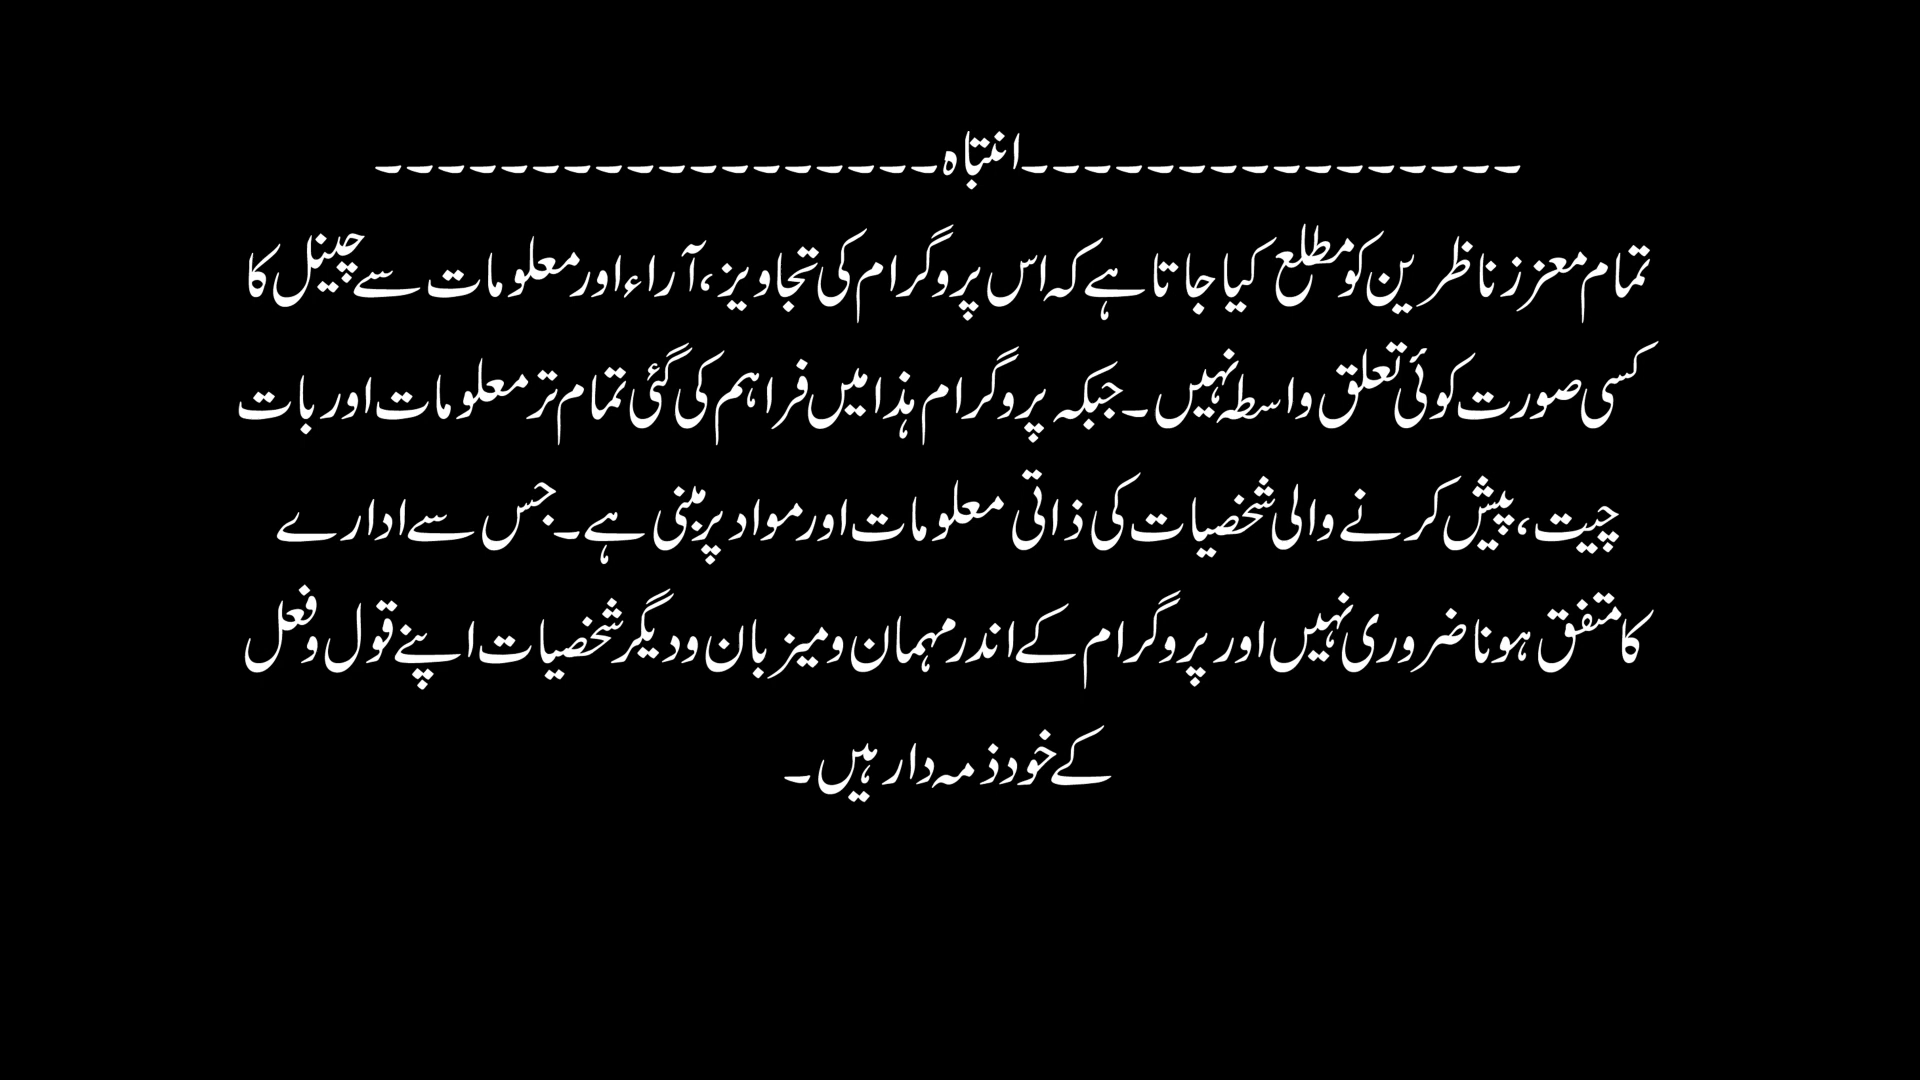 ۔۔۔۔۔۔۔۔۔۔۔۔۔۔۔۔انتباہ۔۔۔۔۔۔۔۔۔۔۔۔۔۔۔۔۔۔
تمام معزز ناظرین کو مطلع کیا جاتا ہے کہ اس پروگرام کی تجاویز، آراء اور معلومات سے چینل کا
کسی صورت کوئی تعلق واسطہ نہیں۔ جبکہ پروگرام ہذا میں فراہم کی گئی تمام تر معلومات اور بات
چیت، پیش کرنے والی شخصیات کی ذاتی معلومات اور مواد پر مبنی ہے۔ جس سے ادارے
کا متفق ہونا ضروری نہیں اور پروگرام کے اندر مہمان و میزبان و دیگر شخصیات اپنے قول و فعل
کے خود ذمہ دار ہیں۔